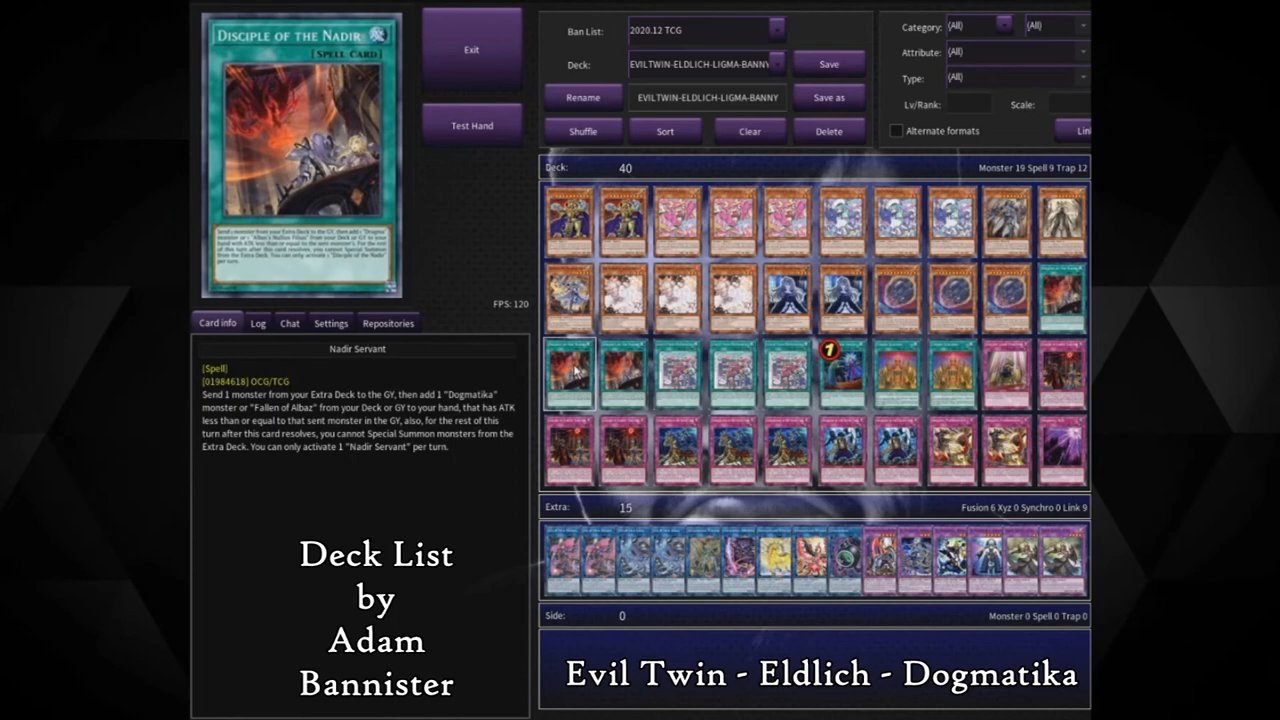 DISCIPLE OF THE NADIR
[SPELL CARD]
Exit
Test Hand
FPS: 120
Card info
Log
Chat
Settings
Repositories
Nadir Servant
[Spell]
[01984618] OCG/TCG
Send 1 monster from your Extra Deck to the GY, then add 1 "Dogmatika"
monster or "Fallen of Albaz" from your Deck or GY to your hand, that has ATK
less than or equal to that sent monster in the GY, also, for the rest of this
turn after this card resolves, you cannot Special Summon monsters from the
Extra Deck. You can only activate 1 "Nadir Servant" per turn.
Deck List
by
Adam
Bannister
Ban List:
2020.12 TCG
Deck:
EVILTWIN-ELDLICH-LIGMA-BANNY
Save
Rename
EVILTWIN-ELDLICH-LIGMA-BANNY
Save as
Shuffle
Sort
Clear
Delete
Category:
(All)
(All)
Attribute:
(All)
Type:
(All)
Lv/Rank:
Scale:
Alternate formats
Lin
Deck:
40
Monster 19 Spell 9 Trap 12
1
Extra:
15
Fusion 6 Xyz 0 Synchro 0 Link 9
Side:
0
Monster 0 Spell 0 Trap 0
Evil Twin - Eldlich - Dogmatika